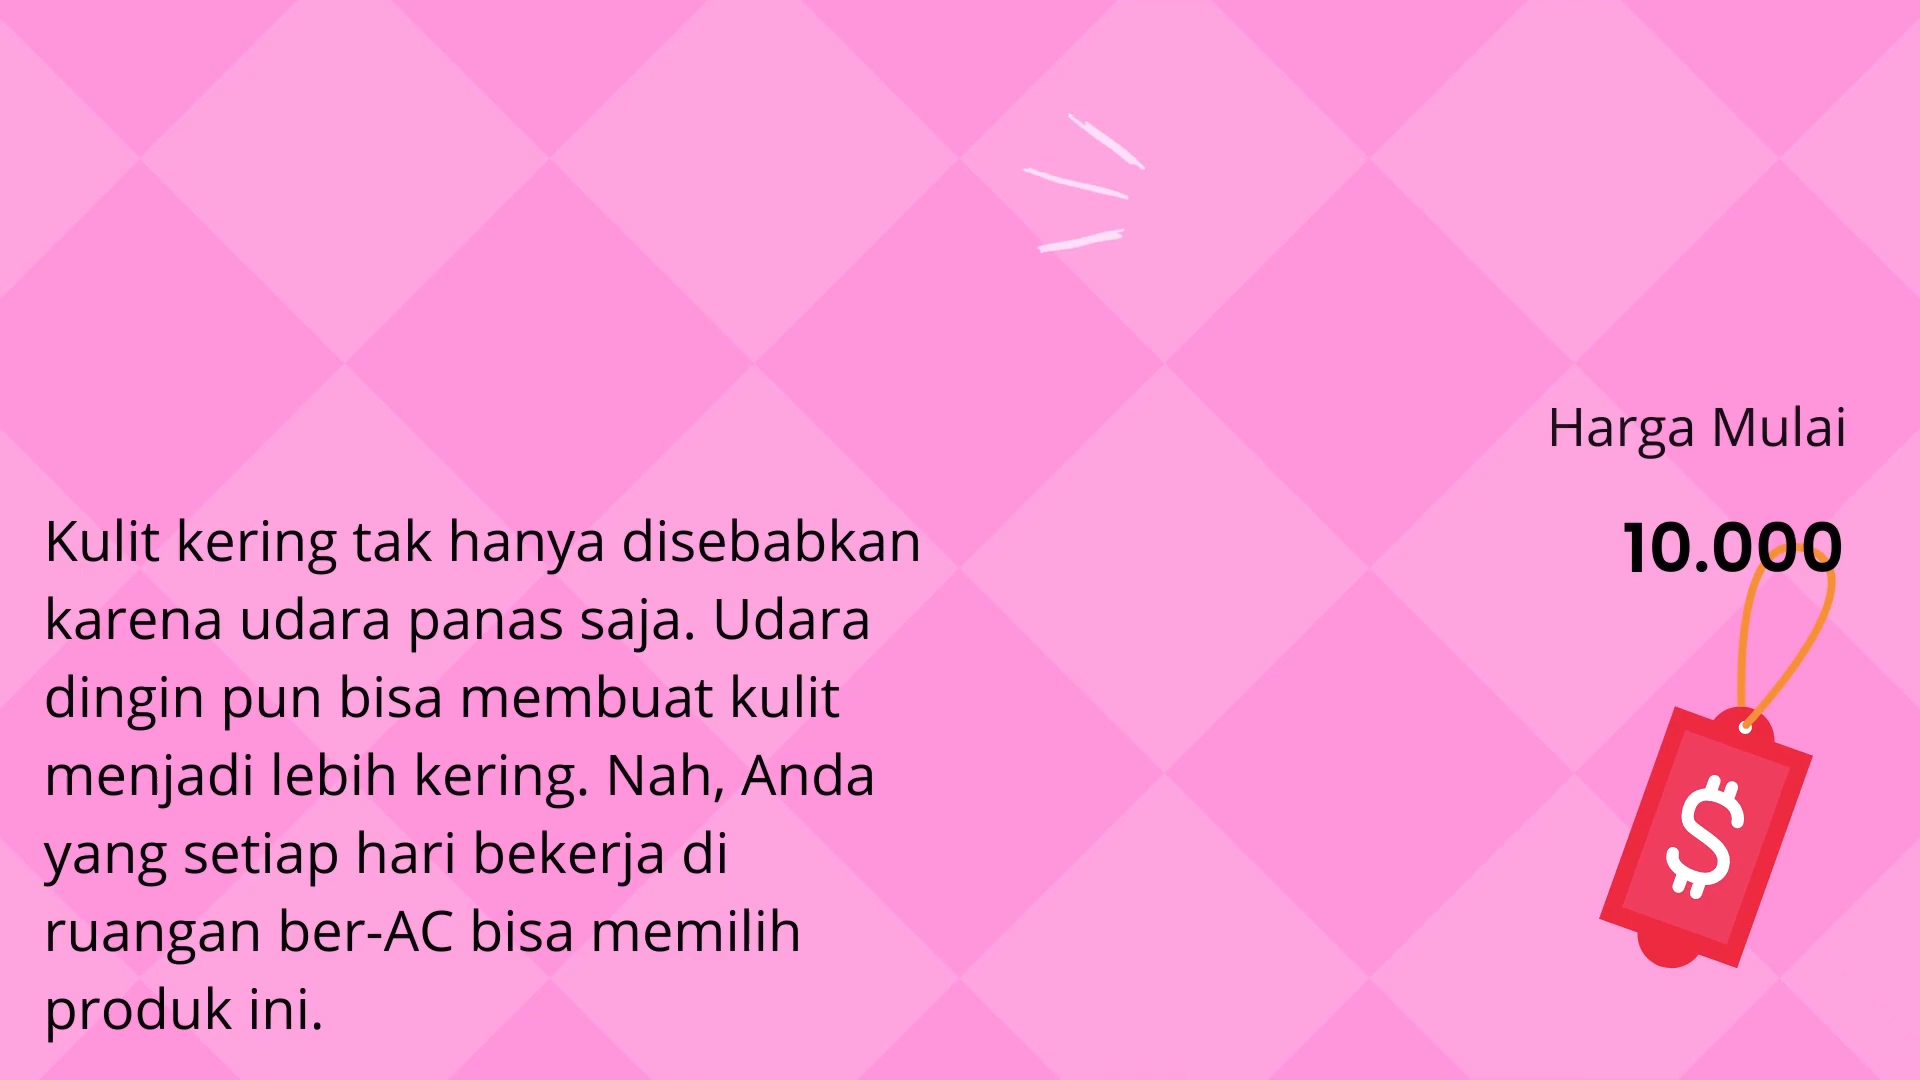 Harga Mulai
10.000
Kulit kering tak hanya disebabkan
karena udara panas saja. Udara
dingin pun bisa membuat kulit
menjadi lebih kering. Nah, Anda
yang setiap hari bekerja di
ruangan ber-AC bisa memilih
produk ini.
$